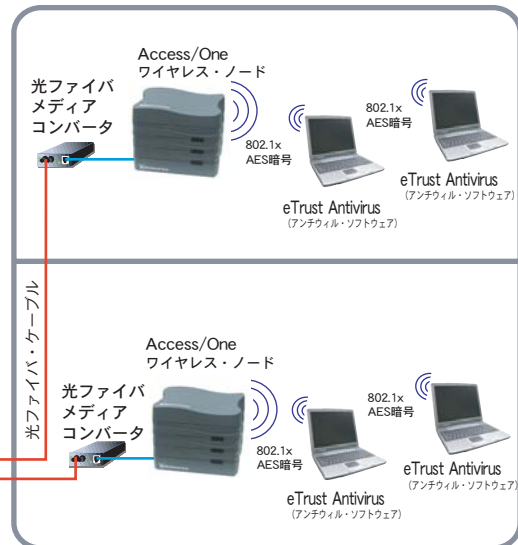 Access/One
ワイヤレス・ノード
光ファイバ
メディア
コンバータ
802.1x
AES暗号
802.1x
AES暗号
eTrust Antivirus
(アンチウィル・ソフトウェア)
eTrust Antivirus
(アンチウィル・ソフトウェア)
光ファイバ・ケーブル
Access/One
ワイヤレス・ノード
光ファイバ
メディア
コンバータ
802.1x
AES暗号
802.1x
AES暗号
eTrust Antivirus
(アンチウィル・ソフトウェア)
eTrust Antivirus
(アンチウィル・ソフトウェア)